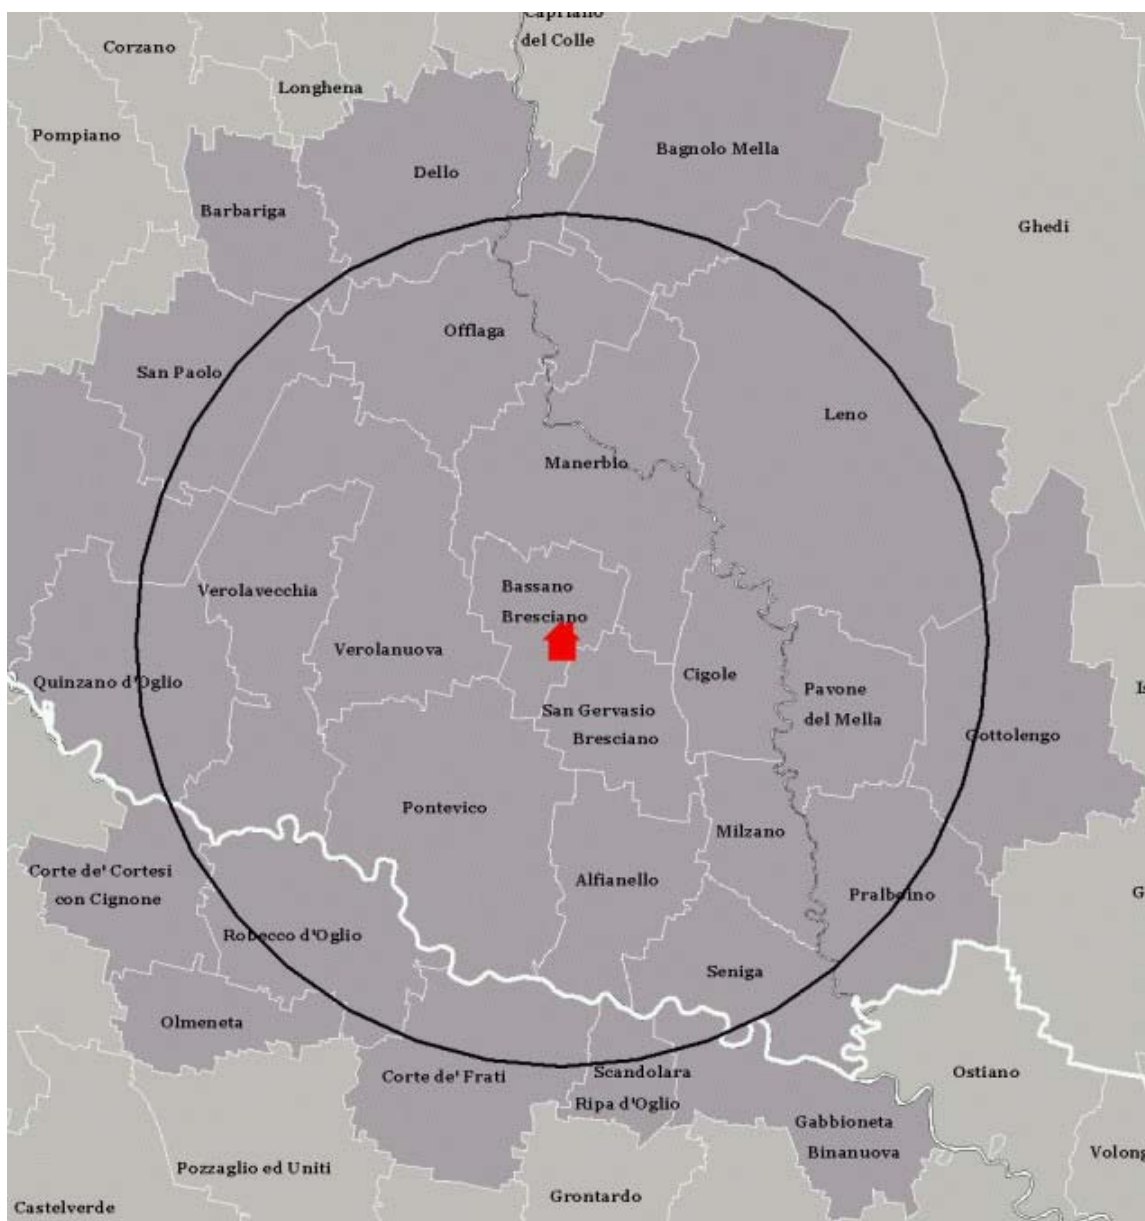 Capriano
del Colle
Corzano
Longhena
Pompiano
Bagnolo Mella
Dello
Barbariga
Ghedi
Offlaga
San Paolo
Leno
Manerbio
Bassano
Bresciano
Verolavecchia
Verolanuova
Cigole
Quinzano d'Oglio
Pavone
del Mella
San Gervasio
Bresciano
Gottolengo
Pontevico
Milzano
Corte de' Cortesi
con Cignone
Alfianello
Pralboino
G
Robecco d'Oglio
Seniga
Olmeneta
Corte de' Frati
Scandolara
Ripa d'Oglio
Ostiano
Gabbioneta
Binanuova
Volong
Pozzaglio ed Uniti
Grontardo
Castelverde